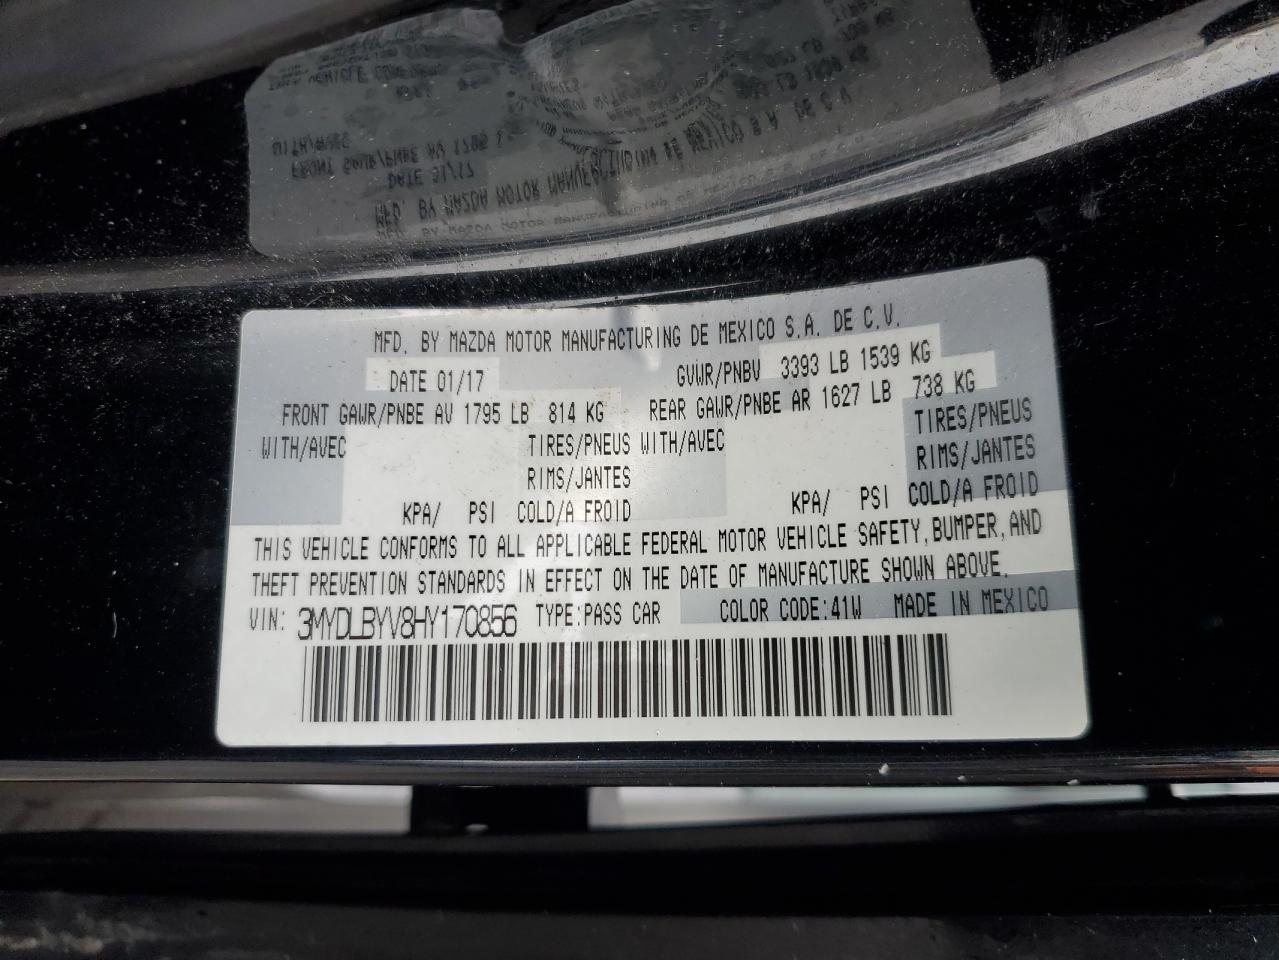 MFD. BY MAZDA MOTOR MANUFACTURING DE MEXICO S.A. DE C.V.
DATE 01/17 GVWR/PNBV 3393 LB 1539 KG
FRONT GAWR/PNBE AV 1795 LB 814 KG REAR GAWR/PNBE AR 1627 LB 738 KG
WITH/AVEC TIRES/PNEUS WITH/AVEC TIRES/PNEUS
RIMS/JANTES RIMS/JANTES
KPA/ PSI COLD/A FROID KPA/ PSI COLD/A FROID
THIS VEHICLE CONFORMS TO ALL APPLICABLE FEDERAL MOTOR VEHICLE SAFETY, BUMPER, AND
THEFT PREVENTION STANDARDS IN EFFECT ON THE DATE OF MANUFACTURE SHOWN ABOVE.
VIN: 3MYDLBYV8HY170856 TYPE:PASS CAR COLOR CODE:41W MADE IN MEXICO